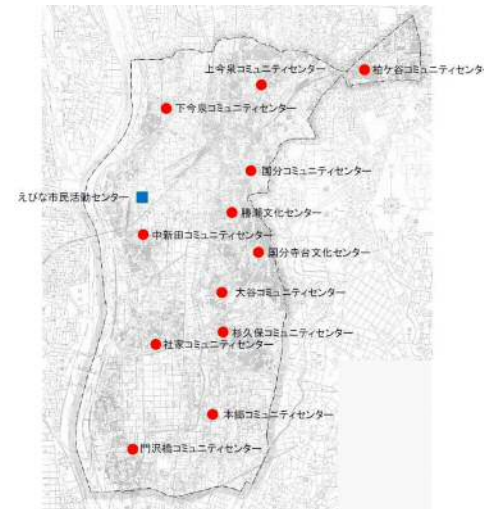 上今泉コミュニティセンター
柏ケ谷コミュニティセンター
下今泉コミュニティセンター
国分コミュニティセンター
えびな市民活動センター
勝瀬文化センター
中新田コミュニティセンター
国分寺台文化センター
大谷コミュニティセンター
杉久保コミュニティセンター
社家コミュニティセンター
本郷コミュニティセンター
門沢橋コミュニティセンター